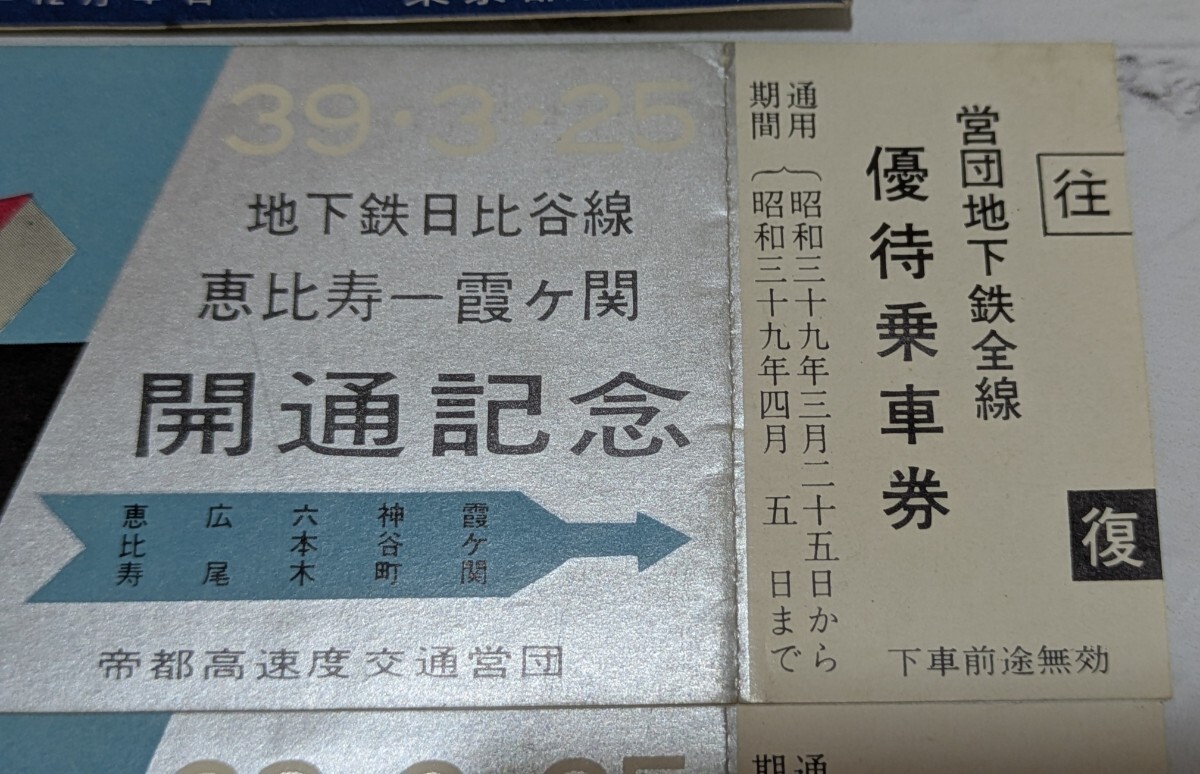 39・3・25
地下鉄日比谷線
恵比寿ー霞ヶ関
開通記念
恵比寿 広尾 六本木 神谷町 霞ヶ関
帝都高速度交通営団
往
営団地下鉄全線
優待乗車券
通用期間
昭和三十九年三月二十五日から
昭和三十九年四月 五 日まで
復
下車前途無効